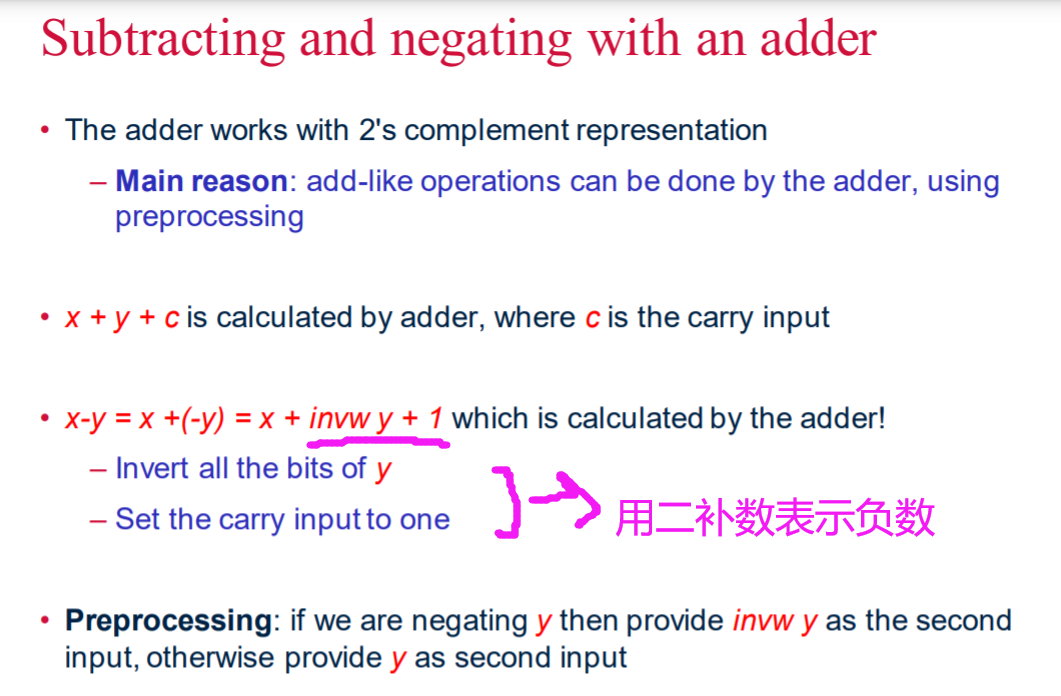 Subtracting and negating with an adder
• The adder works with 2's complement representation
– Main reason: add-like operations can be done by the adder, using
preprocessing
• x + y + c is calculated by adder, where c is the carry input
• x-y = x +(-y) = x + invw y + 1 which is calculated by the adder!
– Invert all the bits of y
– Set the carry input to one
用二补数表示负数
• Preprocessing: if we are negating y then provide invw y as the second
input, otherwise provide y as second input